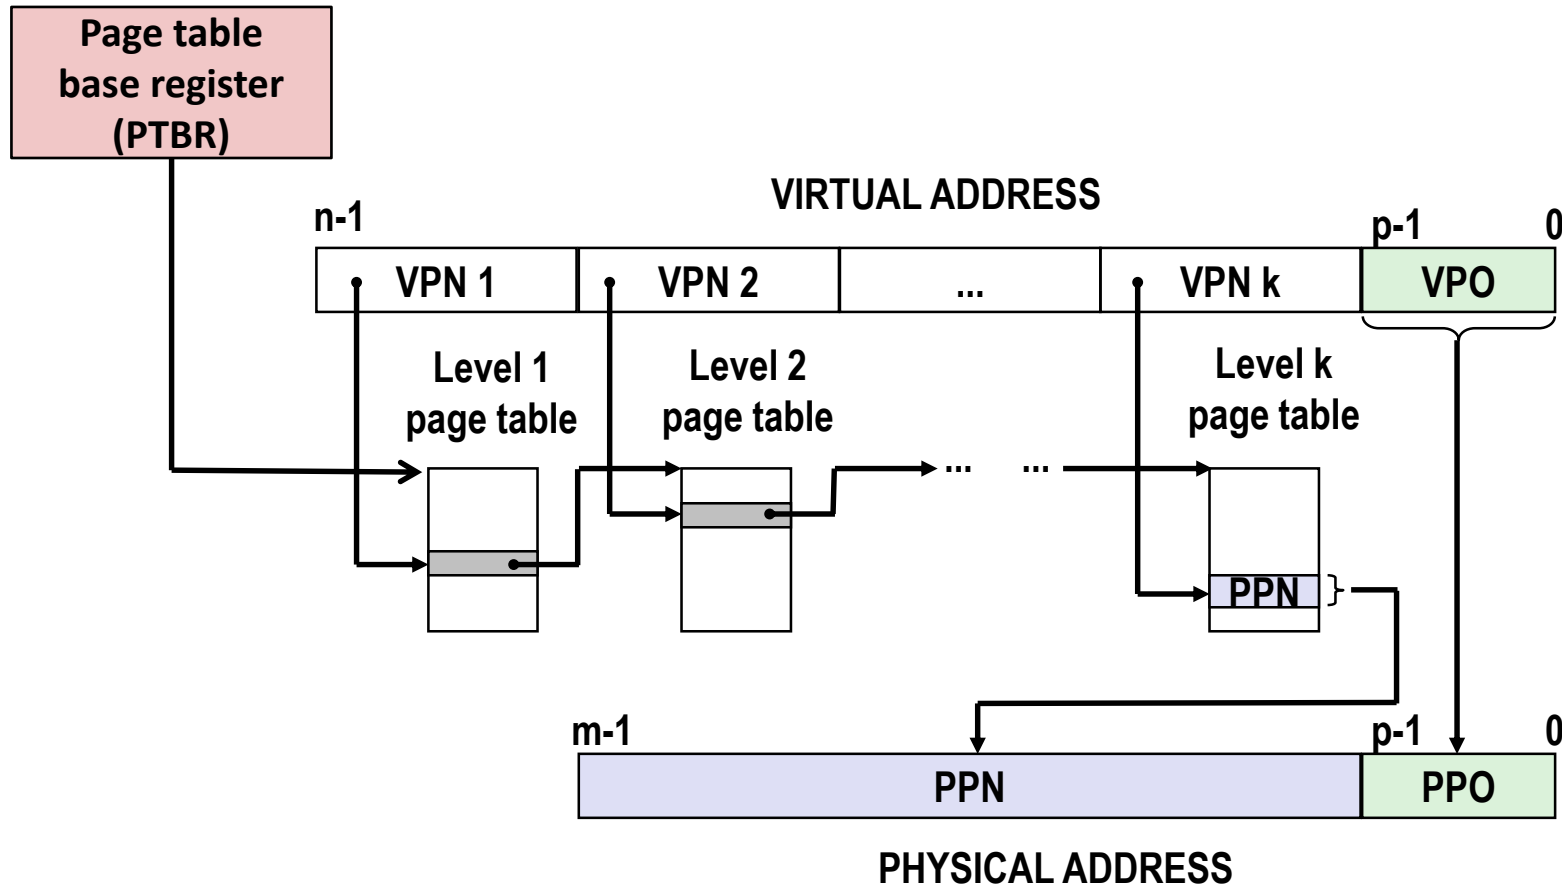 Page table
base register
(PTBR)
VIRTUAL ADDRESS
n-1
p-1
0
VPN 1
VPN 2
...
VPN k
VPO
Level 1
page table
Level 2
page table
Level k
page table
...
...
PPN
m-1
p-1
0
PPN
PPO
PHYSICAL ADDRESS